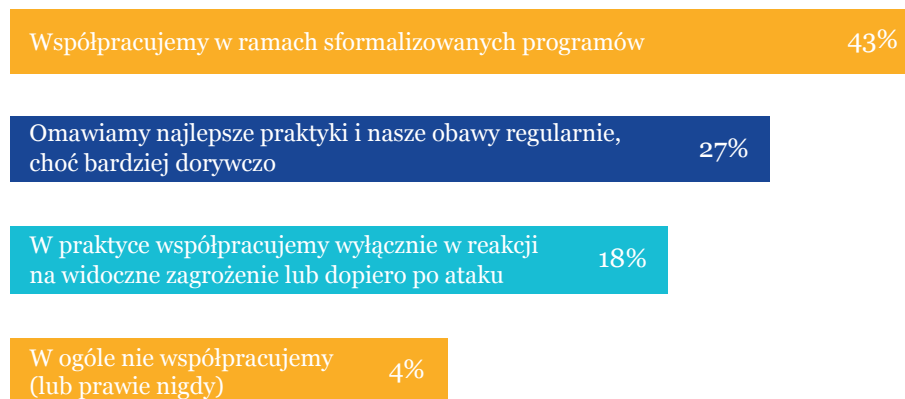 Współpracujemy w ramach sformalizowanych programów 43%
Omawiamy najlepsze praktyki i nasze obawy regularnie,
choć bardziej dorywczo 27%
W praktyce współpracujemy wyłącznie w reakcji
na widoczne zagrożenie lub dopiero po ataku 18%
W ogóle nie współpracujemy
(lub prawie nigdy) 4%